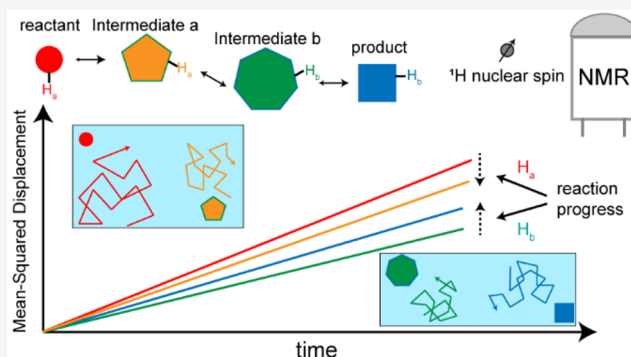 reactant
Intermediate a
Intermediate b
product
Ha
Ha
Hb
Hb
¹H nuclear spin
NMR
Mean-Squared Displacement
Ha
Hb
reaction
progress
time